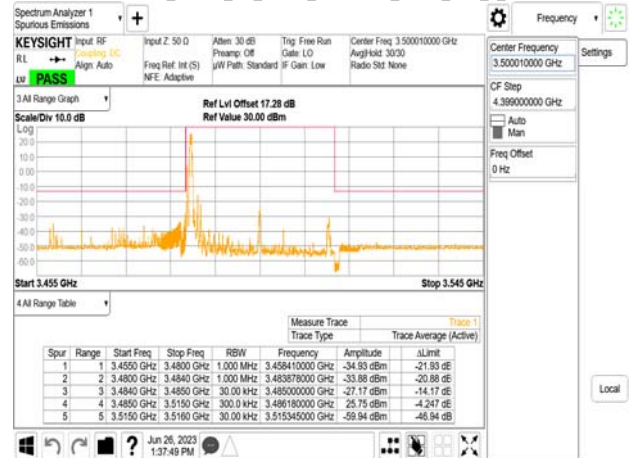 Spectrum Analyzer 1
Spurious Emissions
Frequency
KEYSIGHT
Input: RF
Input Z: 50 Ω
Atten: 30 dB
Trig: Free Run
Center Freq: 3.500010000 GHz
RL
Coupling: DC
Preamp: Off
Gate: LO
Avg|Hold: 30/30
Align: Auto
Freq Ref: Int (S)
µW Path: Standard
IF Gain: Low
Radio Std: None
PASS
NFE: Adaptive
Center Frequency
3.500010000 GHz
Settings
CF Step
4.399000000 GHz
Auto
Man
Freq Offset
0 Hz
3 All Range Graph
Ref Lvl Offset 17.28 dB
Scale/Div 10.0 dB
Ref Value 30.00 dBm
Log
20.0
10.0
0.00
-10.0
-20.0
-30.0
-40.0
-50.0
-60.0
Start 3.455 GHz
Stop 3.545 GHz
4 All Range Table
Measure Trace
Trace 1
Trace Type
Trace Average (Active)
Spur Range Start Freq Stop Freq RBW Frequency Amplitude ΔLimit
1 1 3.4550 GHz 3.4800 GHz 1.000 MHz 3.458410000 GHz -34.93 dBm -21.93 dB
2 2 3.4800 GHz 3.4840 GHz 1.000 MHz 3.483878000 GHz -33.88 dBm -20.88 dB
3 3 3.4840 GHz 3.4850 GHz 30.00 kHz 3.485000000 GHz -27.17 dBm -14.17 dB
4 4 3.4850 GHz 3.5150 GHz 300.0 kHz 3.486180000 GHz 25.75 dBm -4.247 dB
5 5 3.5150 GHz 3.5160 GHz 30.00 kHz 3.515345000 GHz -59.94 dBm -46.94 dB
Local
Jun 26, 2023
1:37:49 PM